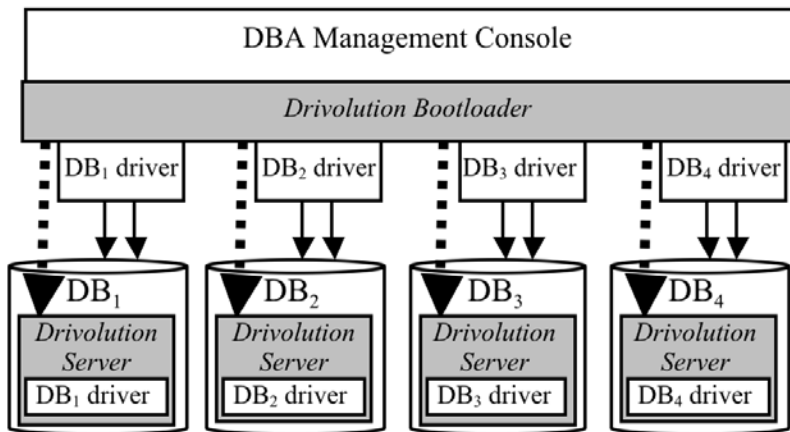 DBA Management Console
Drivolution Bootloader
DB₁ driver DB₂ driver DB₃ driver DB₄ driver
DB₁ DB₂ DB₃ DB₄
Drivolution Drivolution Drivolution Drivolution
Server Server Server Server
DB₁ driver DB₂ driver DB₃ driver DB₄ driver